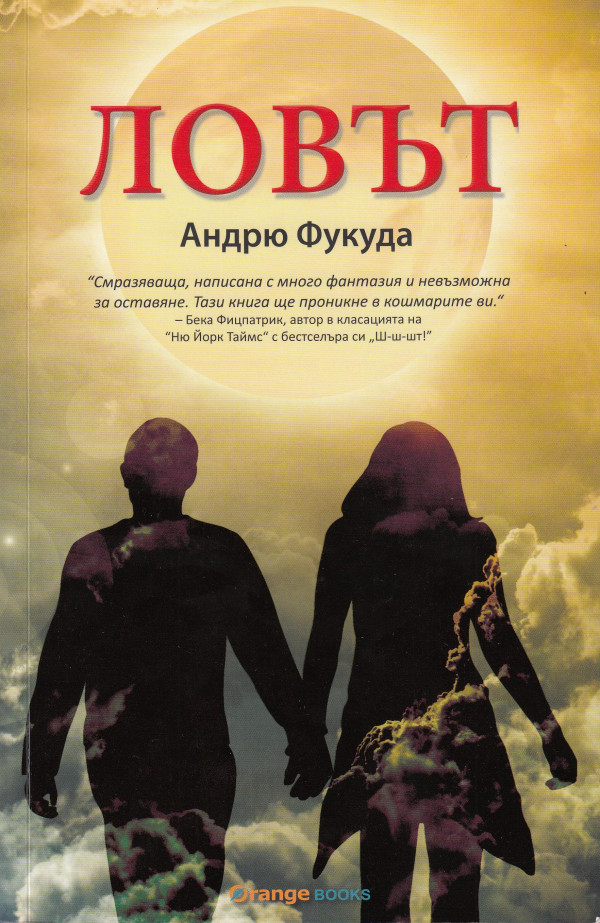 ЛОВЪТ
Андрю Фукуда
“Смразяваща, написана с много фантазия и невъзможна
за оставяне. Тази книга ще проникне в кошмарите ви.“
– Бека Фицпатрик, автор в класацията на
“Ню Йорк Таймс“ с бестселъра си „Ш-ш-шт!”
Orange BOOKS